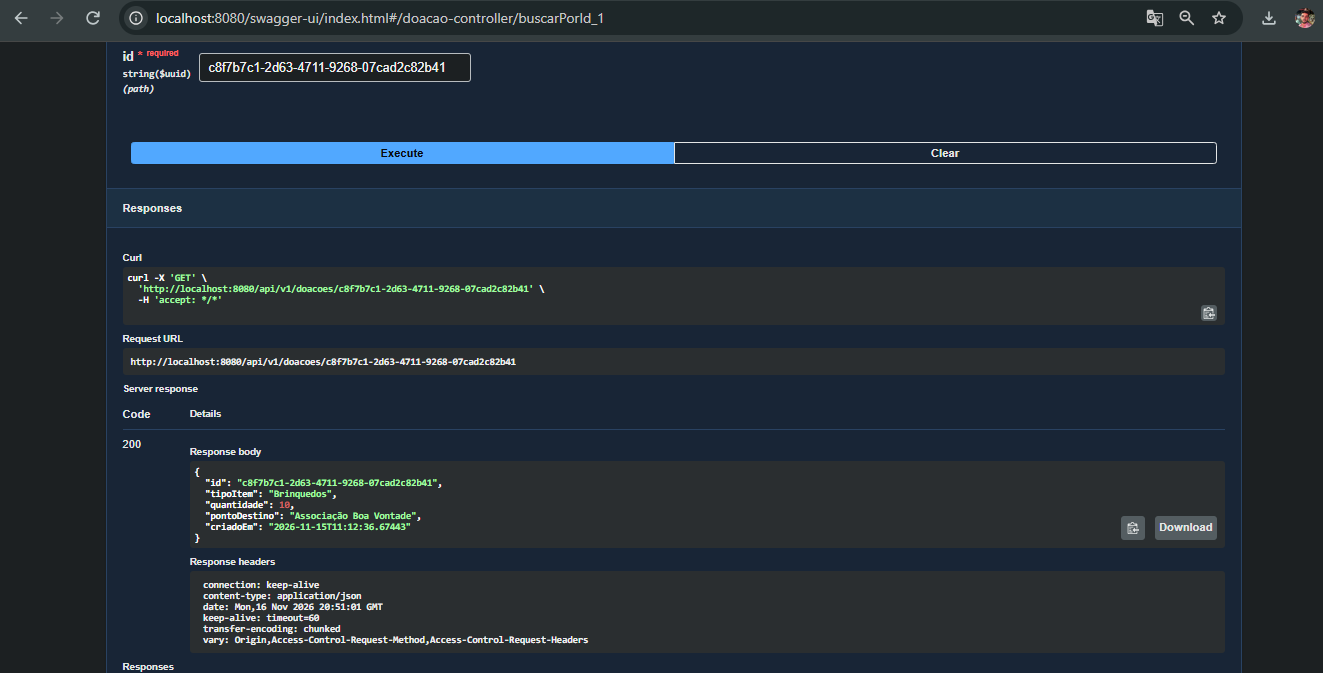 localhost:8080/swagger-ui/index.html#/doacao-controller/buscarPorId_1
id * required
string($uuid)
(path)
c8f7b7c1-2d63-4711-9268-07cad2c82b41
Execute
Clear
Responses
Curl
curl -X 'GET' \
'http://localhost:8080/api/v1/doacoes/c8f7b7c1-2d63-4711-9268-07cad2c82b41' \
-H 'accept: */*'
Request URL
http://localhost:8080/api/v1/doacoes/c8f7b7c1-2d63-4711-9268-07cad2c82b41
Server response
Code Details
200
Response body
{
"id": "c8f7b7c1-2d63-4711-9268-07cad2c82b41",
"tipoItem": "Brinquedos",
"quantidade": 10,
"pontoDestino": "Associação Boa Vontade",
"criadoEm": "2026-11-15T11:12:36.67443"
}
Download
Response headers
connection: keep-alive
content-type: application/json
date: Mon,16 Nov 2026 20:51:01 GMT
keep-alive: timeout=60
transfer-encoding: chunked
vary: Origin,Access-Control-Request-Method,Access-Control-Request-Headers
Responses